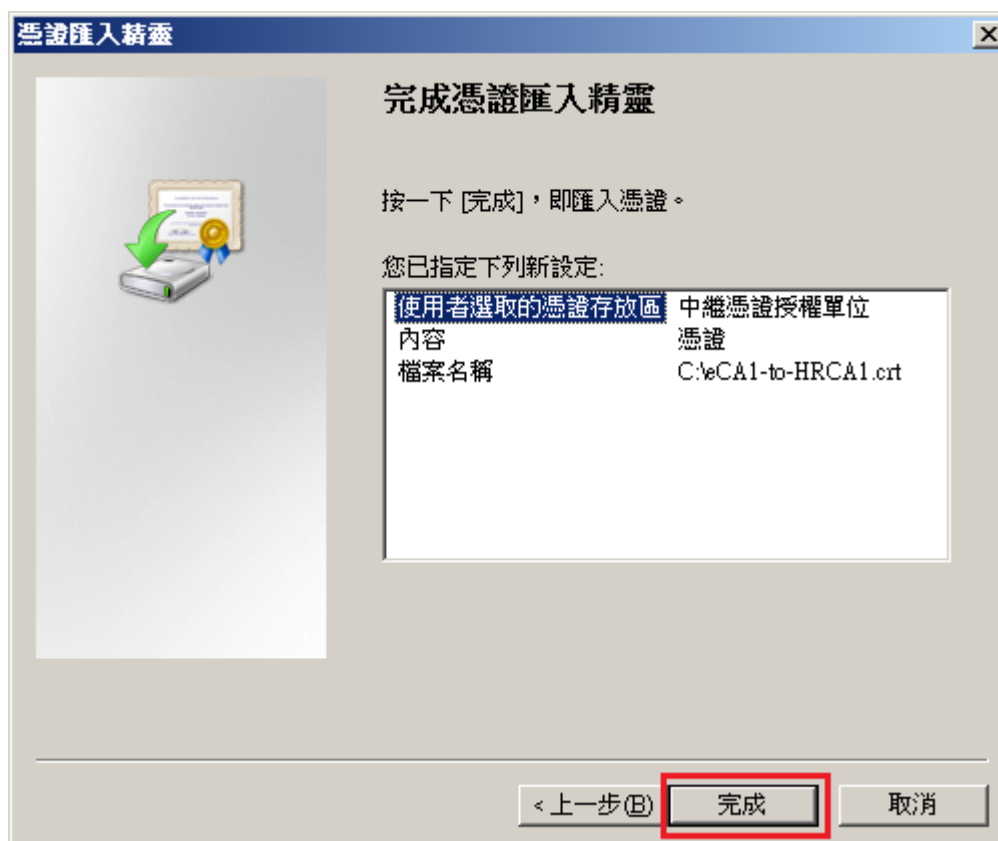 憑證匯入精靈
完成憑證匯入精靈
按一下 [完成]，即匯入憑證。
您已指定下列新設定:
使用者選取的憑證存放區 中繼憑證授權單位
內容 憑證
檔案名稱 C:\eCA1-to-HRCA1.crt
<上一步(B) 完成 取消